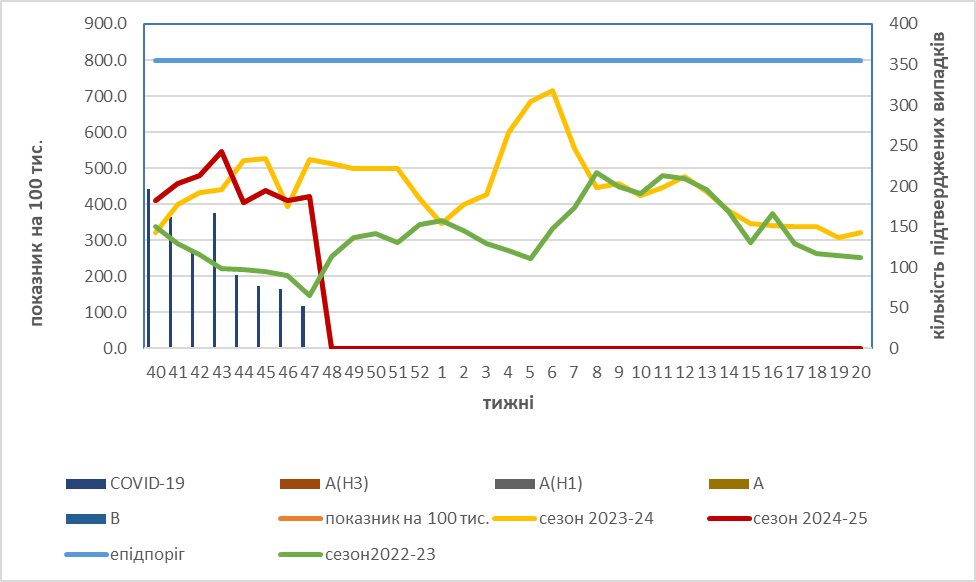 900.0
800.0
700.0
600.0
500.0
400.0
300.0
200.0
100.0
0.0
показник на 100 тис.
400
350
300
250
200
150
100
50
0
кількість підтверджених випадків
40 41 42 43 44 45 46 47 48 49 50 51 52 1 2 3 4 5 6 7 8 9 10 11 12 13 14 15 16 17 18 19 20
тижні
COVID-19 А(Н3) А(Н1) А
В показник на 100 тис. сезон 2023-24 сезон 2024-25
епідпоріг сезон2022-23